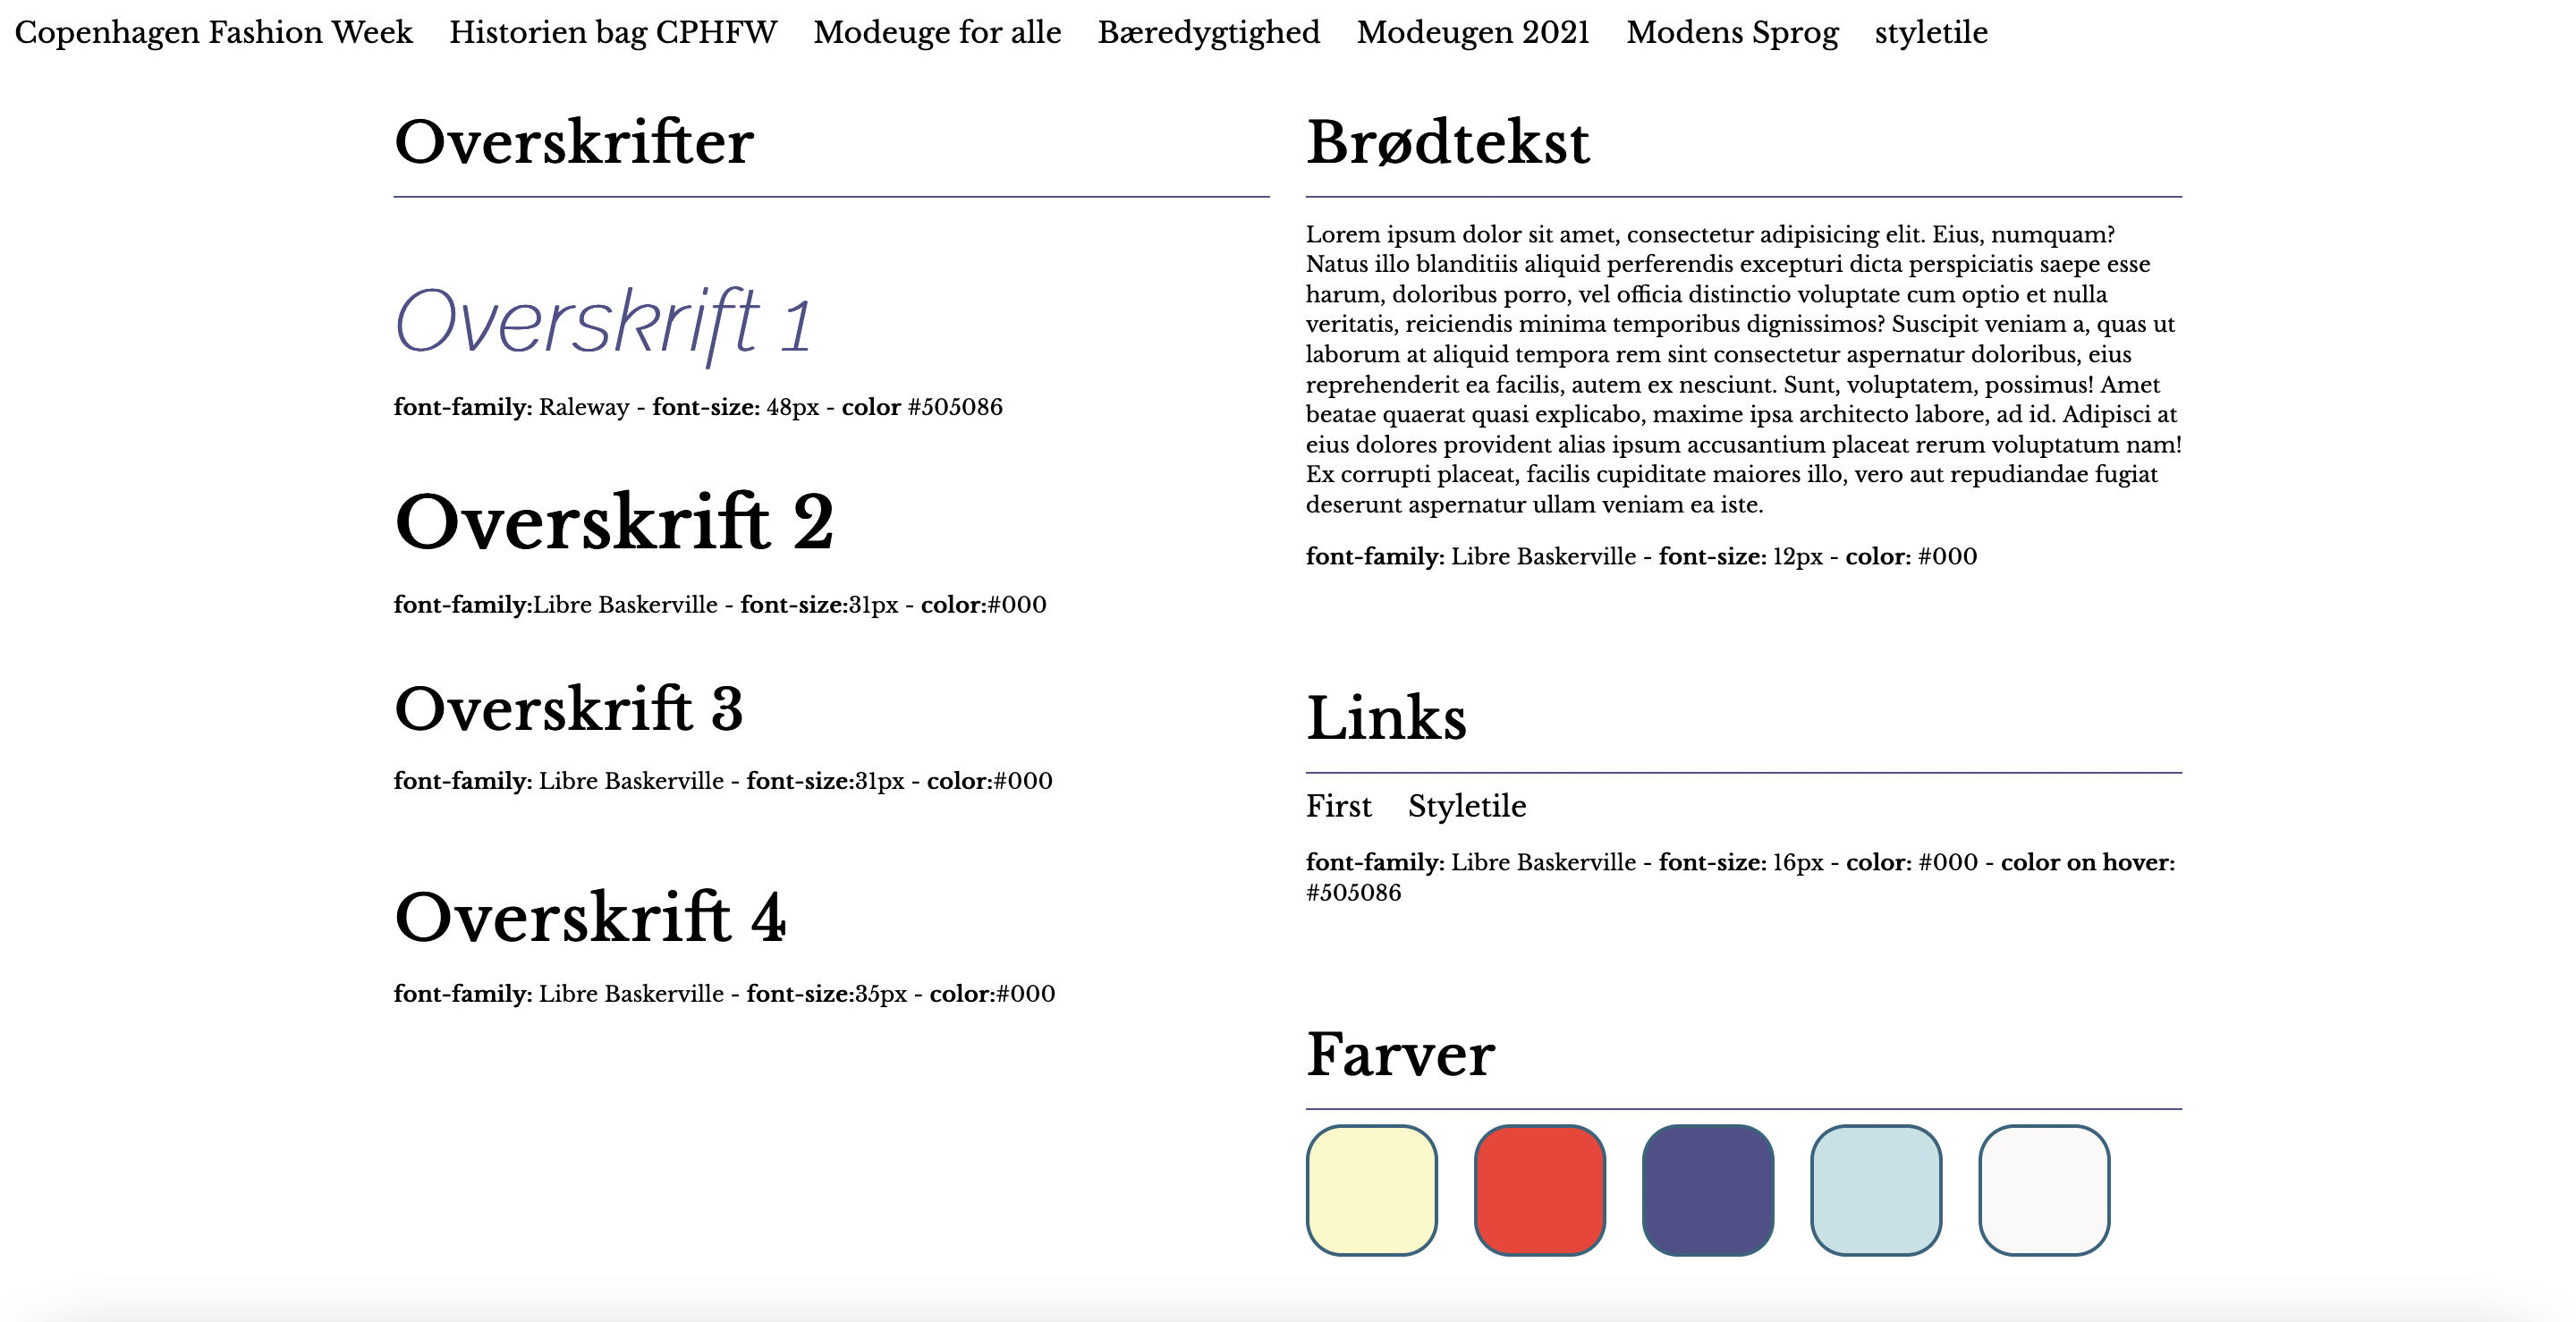 Copenhagen Fashion Week Historien bag CPHFW Modeuge for alle Bæredygtighed Modeugen 2021 Modens Sprog styletile
Overskrifter
Overskrift 1
font-family: Raleway - font-size: 48px - color #505086
Overskrift 2
font-family:Libre Baskerville - font-size:31px - color:#000
Overskrift 3
font-family: Libre Baskerville - font-size:31px - color:#000
Overskrift 4
font-family: Libre Baskerville - font-size:35px - color:#000
Brødtekst
Lorem ipsum dolor sit amet, consectetur adipisicing elit. Eius, numquam?
Natus illo blanditiis aliquid perferendis excepturi dicta perspiciatis saepe esse
harum, doloribus porro, vel officia distinctio voluptate cum optio et nulla
veritatis, reiciendis minima temporibus dignissimos? Suscipit veniam a, quas ut
laborum at aliquid tempora rem sint consectetur aspernatur doloribus, eius
reprehenderit ea facilis, autem ex nesciunt. Sunt, voluptatem, possimus! Amet
beatae quaerat quasi explicabo, maxime ipsa architecto labore, ad id. Adipisci at
eius dolores provident alias ipsum accusantium placeat rerum voluptatum nam!
Ex corrupti placeat, facilis cupiditate maiores illo, vero aut repudiandae fugiat
deserunt aspernatur ullam veniam ea iste.
font-family: Libre Baskerville - font-size: 12px - color: #000
Links
First Styletile
font-family: Libre Baskerville - font-size: 16px - color: #000 - color on hover:
#505086
Farver